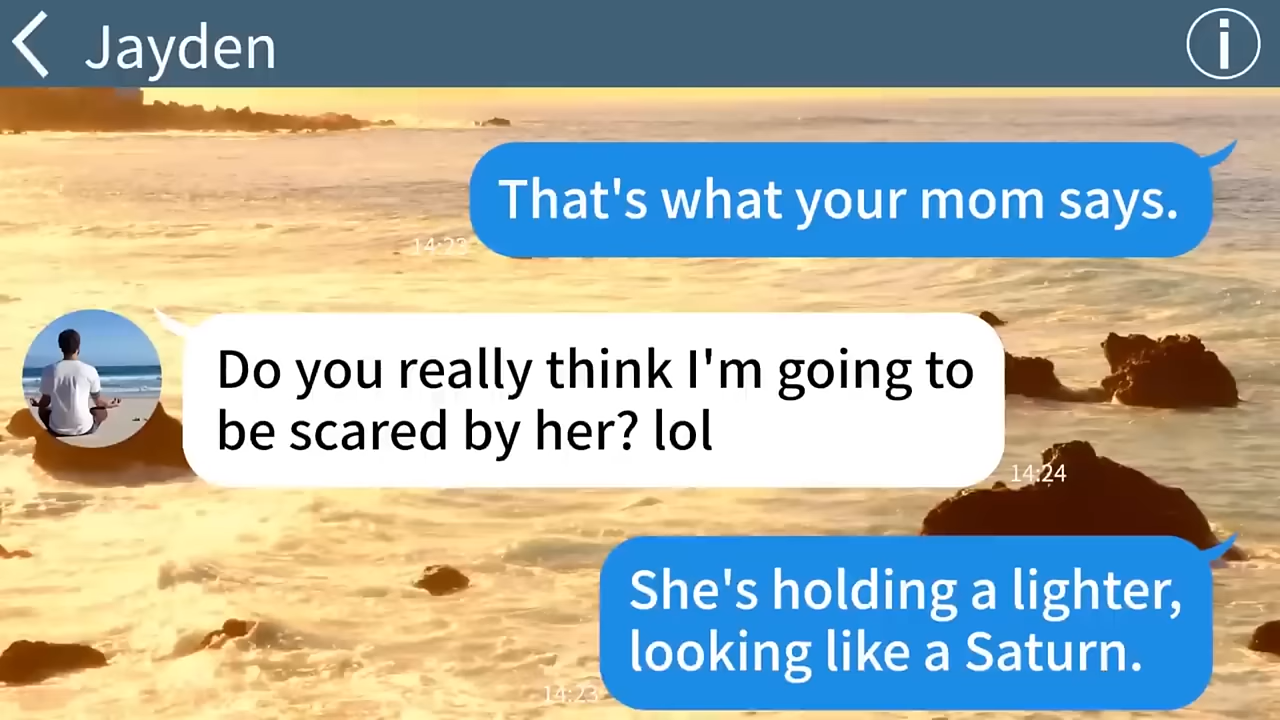 Jayden
That's what your mom says.
14:23
Do you really think I'm going to
be scared by her? lol
14:24
She's holding a lighter,
looking like a Saturn.
14:23